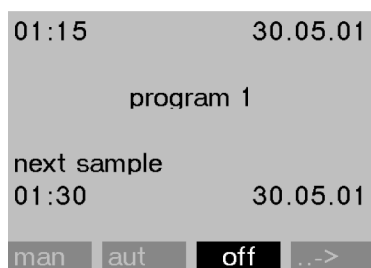 01:15 30.05.01
program 1
next sample
01:30 30.05.01
man aut off ..->